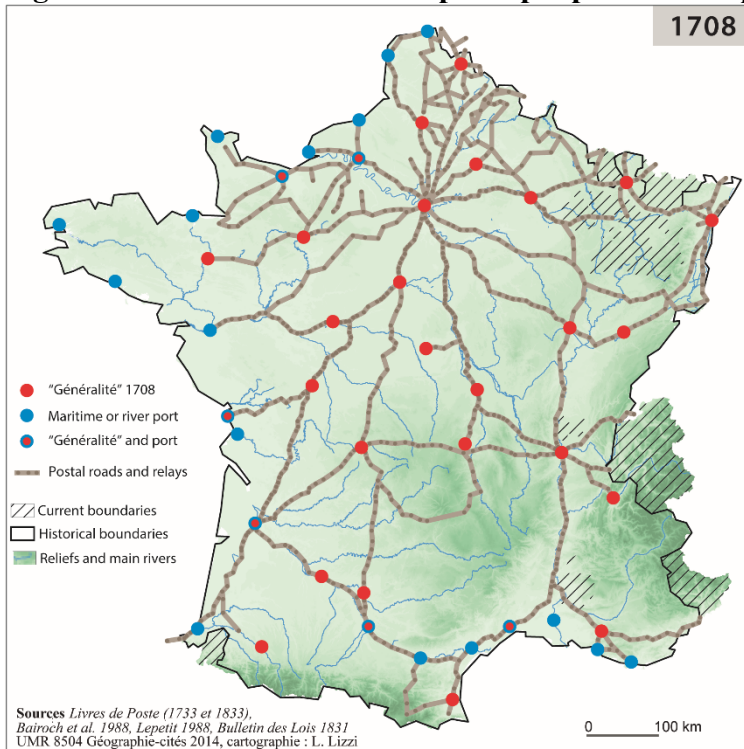 1708
"Généralité" 1708
Maritime or river port
"Généralité" and port
Postal roads and relays
Current boundaries
Historical boundaries
Reliefs and main rivers
Sources Livres de Poste (1733 et 1833),
Bairoch et al. 1988, Lepetit 1988, Bulletin des Lois 1831
UMR 8504 Géographie-cités 2014, cartographie : L. Lizzi
0 100 km